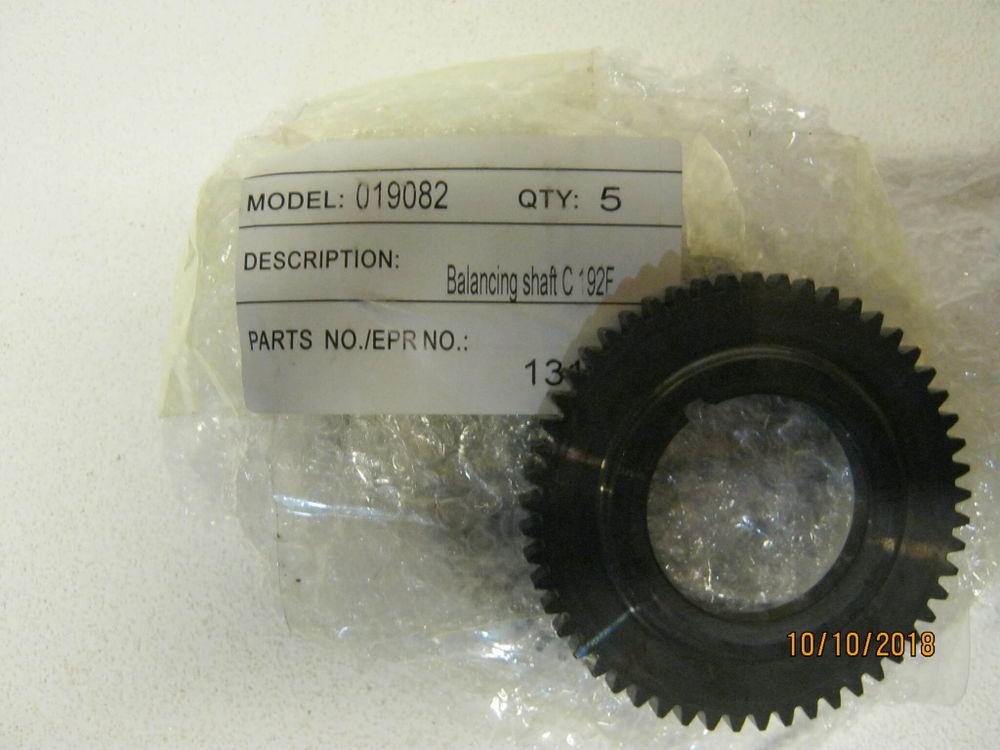 MODEL: 019082 QTY: 5
DESCRIPTION:
Balancing shaft C 192F
PARTS NO./EPR NO.:
10/10/2018